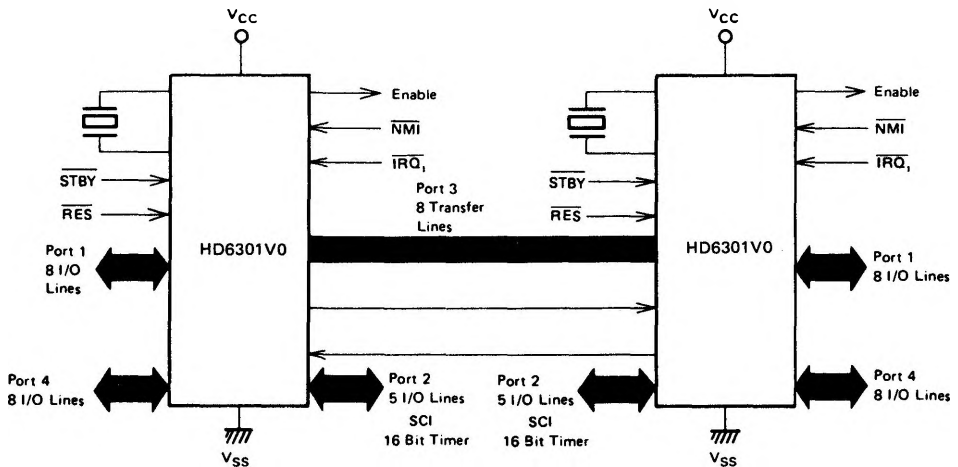 VCC
VCC
Enable
Enable
NMI
NMI
IRQ1
IRQ1
STBY
STBY
Port 3
8 Transfer
Lines
RES
RES
HD6301V0
HD6301V0
Port 1
8 I/O
Lines
Port 1
8 I/O Lines
Port 4
8 I/O Lines
Port 2
5 I/O Lines
SCI
16 Bit Timer
Port 2
5 I/O Lines
SCI
16 Bit Timer
Port 4
8 I/O Lines
VSS
VSS